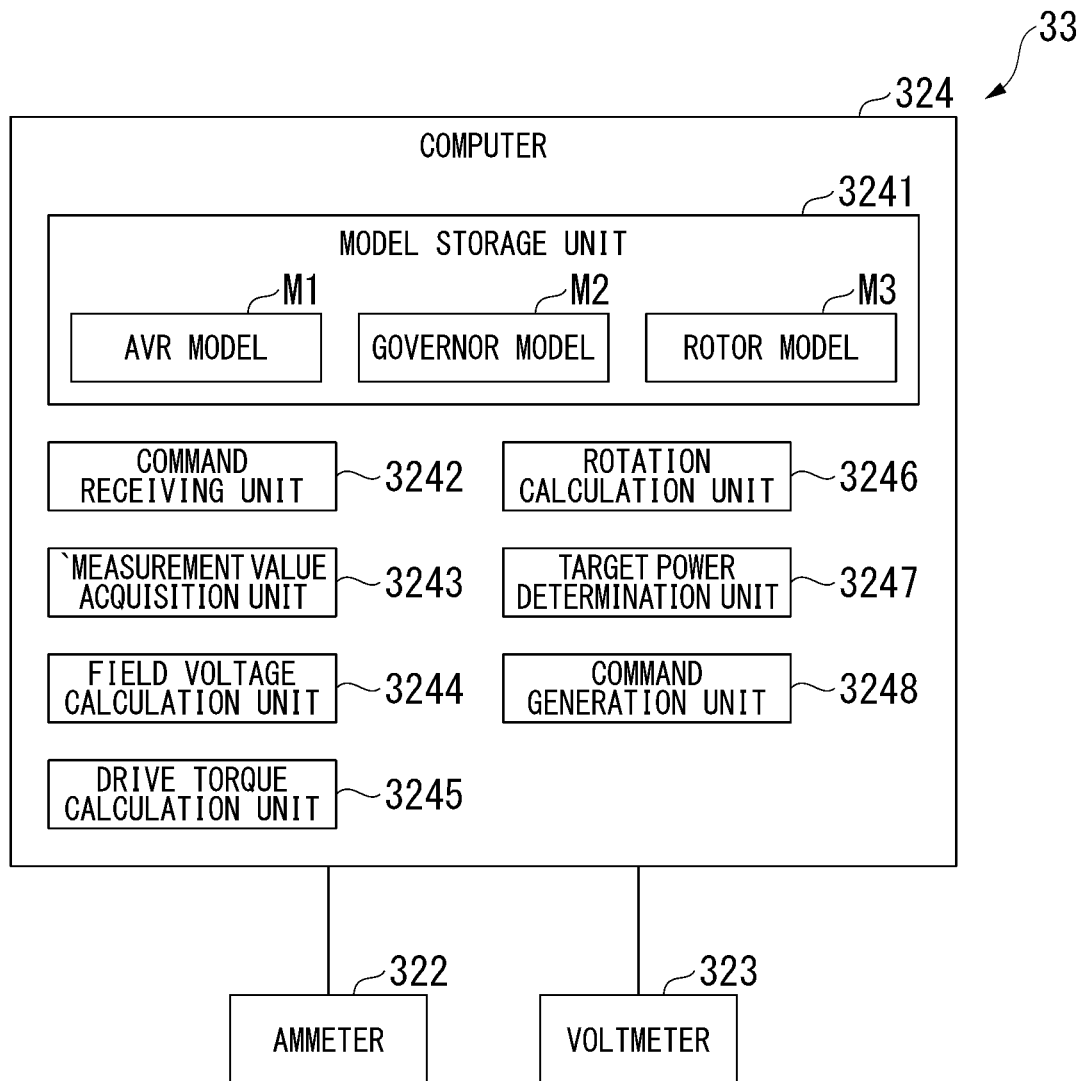 33
324
COMPUTER
3241
MODEL STORAGE UNIT
M1
M2
M3
AVR MODEL
GOVERNOR MODEL
ROTOR MODEL
COMMAND
RECEIVING UNIT
3242
ROTATION
CALCULATION UNIT
3246
`MEASUREMENT VALUE
ACQUISITION UNIT
3243
TARGET POWER
DETERMINATION UNIT
3247
FIELD VOLTAGE
CALCULATION UNIT
3244
COMMAND
GENERATION UNIT
3248
DRIVE TORQUE
CALCULATION UNIT
3245
322
323
AMMETER
VOLTMETER